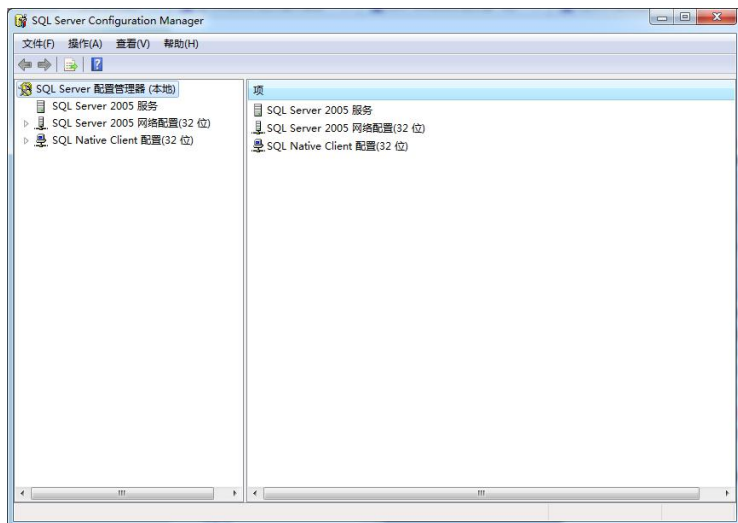 SQL Server Configuration Manager
文件(F) 操作(A) 查看(V) 帮助(H)
SQL Server 配置管理器 (本地)
SQL Server 2005 服务
SQL Server 2005 网络配置(32 位)
SQL Native Client 配置(32 位)
项
SQL Server 2005 服务
SQL Server 2005 网络配置(32 位)
SQL Native Client 配置(32 位)